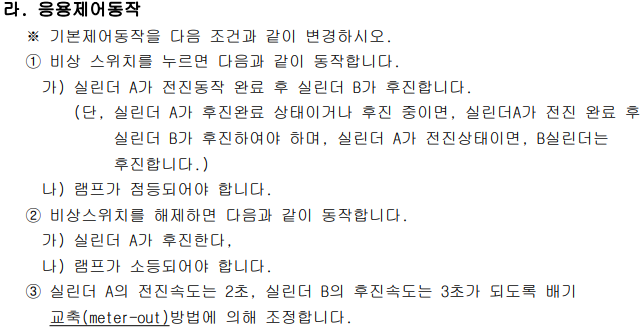 라. 응용제어동작
※ 기본제어동작을 다음 조건과 같이 변경하시오.
① 비상 스위치를 누르면 다음과 같이 동작합니다.
가) 실린더 A가 전진동작 완료 후 실린더 B가 후진합니다.
(단, 실린더 A가 후진완료 상태이거나 후진 중이면, 실린더A가 전진 완료 후
실린더 B가 후진하여야 하며, 실린더 A가 전진상태이면, B실린더는
후진합니다.)
나) 램프가 점등되어야 합니다.
② 비상스위치를 해제하면 다음과 같이 동작합니다.
가) 실린더 A가 후진한다,
나) 램프가 소등되어야 합니다.
③ 실린더 A의 전진속도는 2초, 실린더 B의 후진속도는 3초가 되도록 배기
교축(meter-out)방법에 의해 조정합니다.